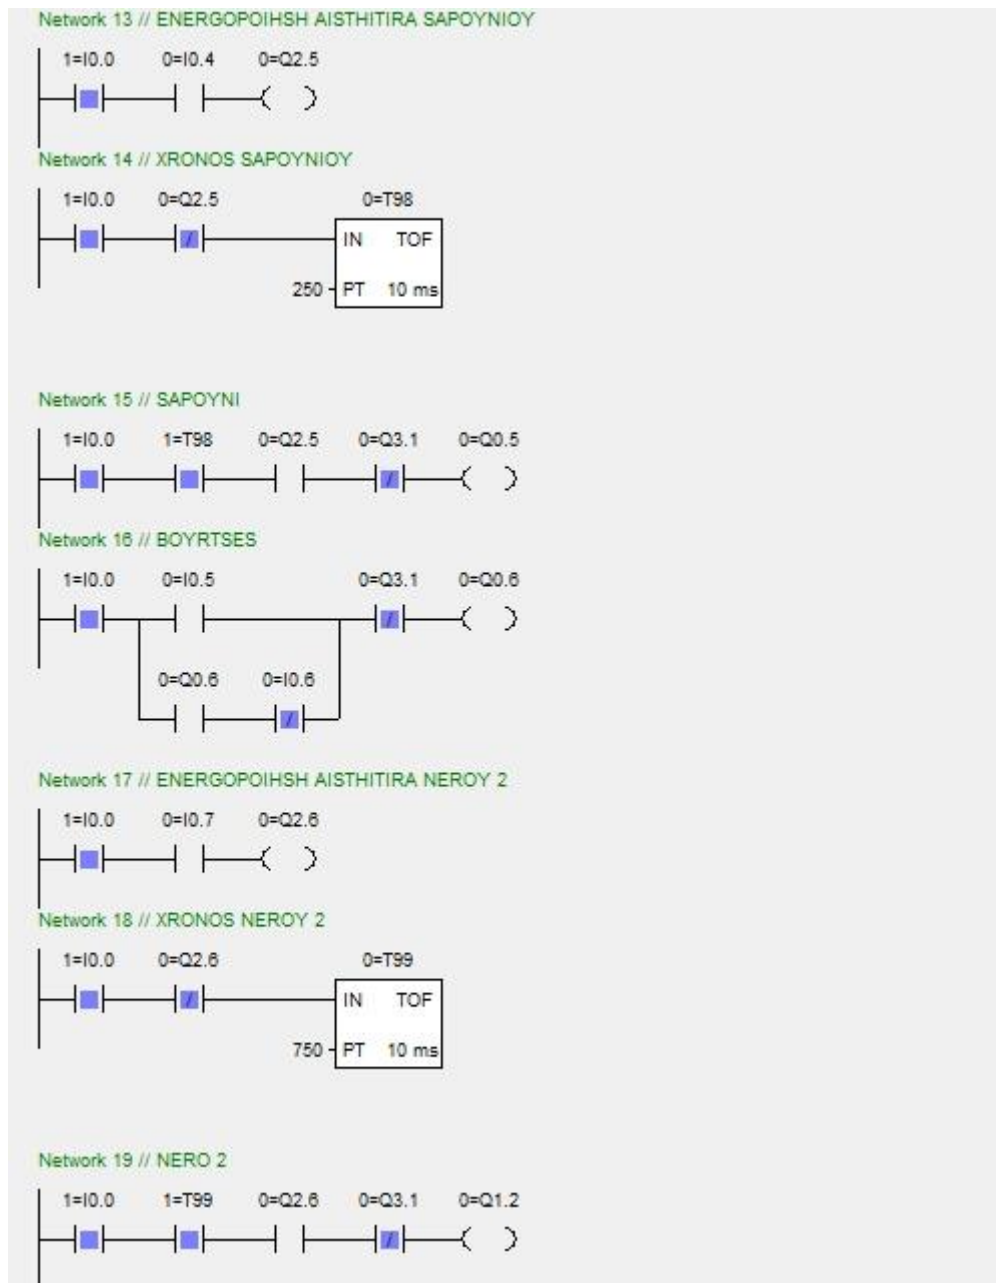 Network 13 // ENERGOPOIHSH AISTHITIRA SAPOYNIOY
1=I0.0 0=I0.4 0=Q2.5
Network 14 // XRONOS SAPOYNIOY
1=I0.0 0=Q2.5 0=T98
IN TOF
250 PT 10 ms
Network 15 // SAPOYNI
1=I0.0 1=T98 0=Q2.5 0=Q3.1 0=Q0.5
Network 16 // BOYRTSES
1=I0.0 0=I0.5 0=Q3.1 0=Q0.6
0=Q0.6 0=I0.6
Network 17 // ENERGOPOIHSH AISTHITIRA NEROY 2
1=I0.0 0=I0.7 0=Q2.6
Network 18 // XRONOS NEROY 2
1=I0.0 0=Q2.6 0=T99
IN TOF
750 PT 10 ms
Network 19 // NERO 2
1=I0.0 1=T99 0=Q2.6 0=Q3.1 0=Q1.2